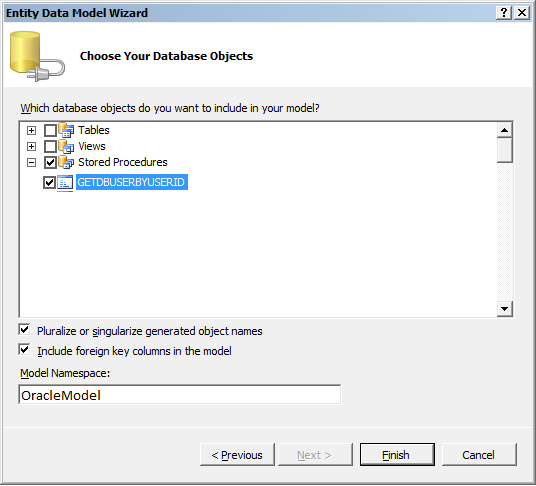 Entity Data Model Wizard
Choose Your Database Objects
Which database objects do you want to include in your model?
Tables
Views
Stored Procedures
GETDBUSERBYUSERID
Pluralize or singularize generated object names
Include foreign key columns in the model
Model Namespace:
OracleModel
< Previous
Next >
Finish
Cancel